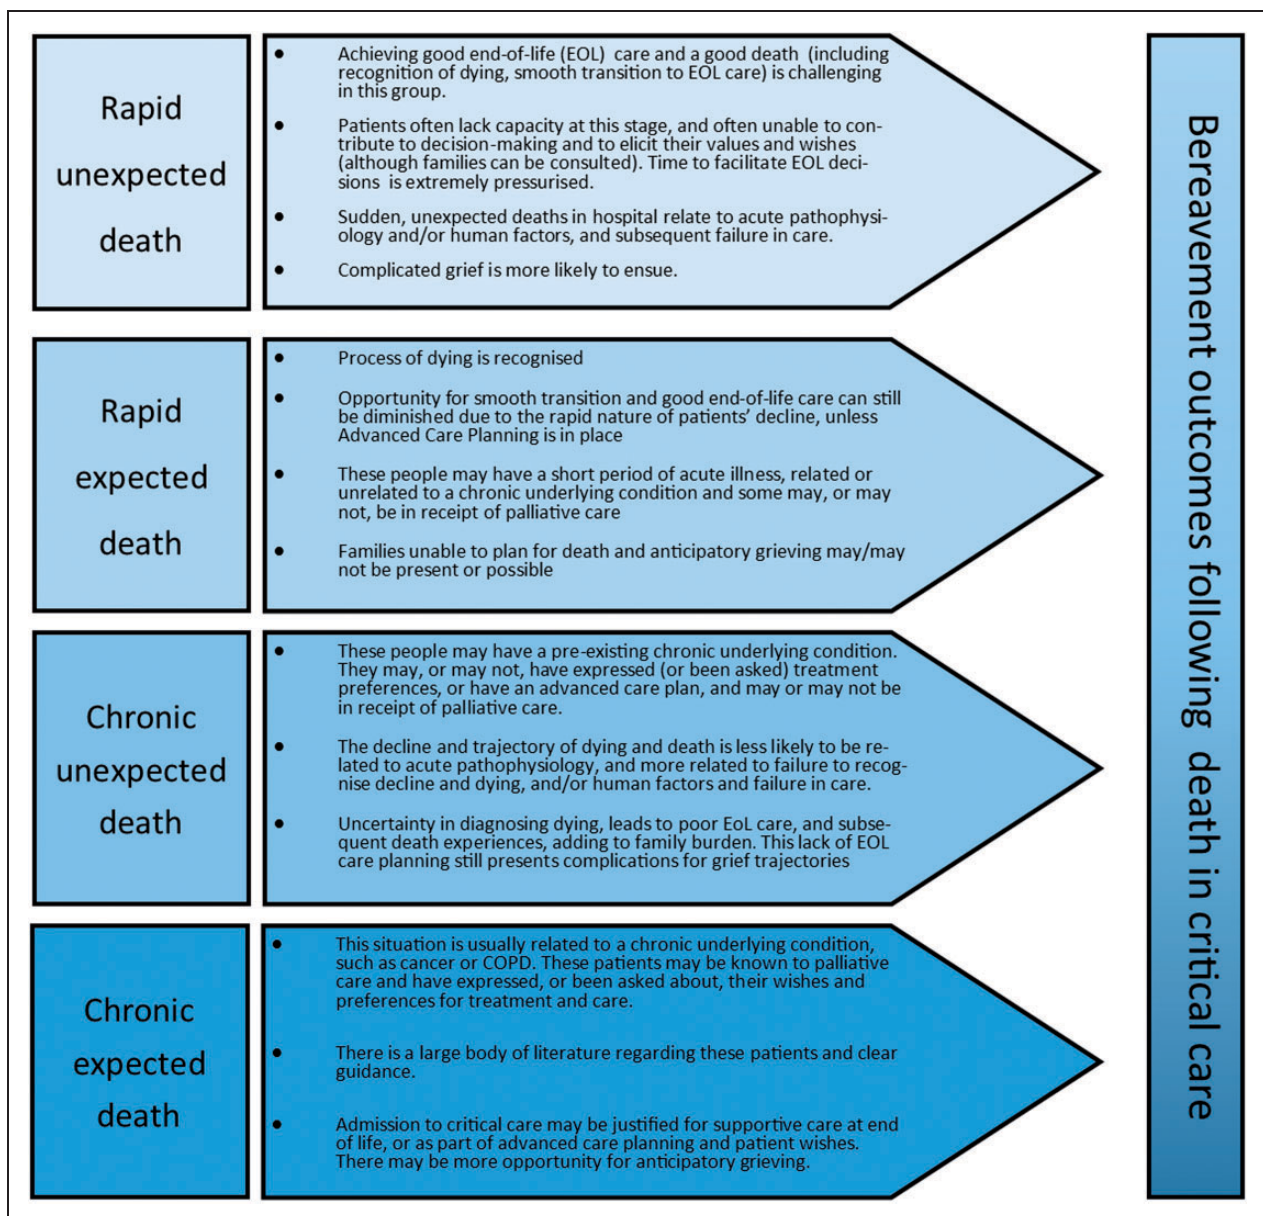 Rapid
unexpected
death
• Achieving good end-of-life (EOL) care and a good death (including
recognition of dying, smooth transition to EOL care) is challenging
in this group.
• Patients often lack capacity at this stage, and often unable to con-
tribute to decision-making and to elicit their values and wishes
(although families can be consulted). Time to facilitate EOL deci-
sions is extremely pressurised.
• Sudden, unexpected deaths in hospital relate to acute pathophysi-
ology and/or human factors, and subsequent failure in care.
• Complicated grief is more likely to ensue.
Rapid
expected
death
• Process of dying is recognised
• Opportunity for smooth transition and good end-of-life care can still
be diminished due to the rapid nature of patients' decline, unless
Advanced Care Planning is in place
• These people may have a short period of acute illness, related or
unrelated to a chronic underlying condition and some may, or may
not, be in receipt of palliative care
• Families unable to plan for death and anticipatory grieving may/may
not be present or possible
Chronic
unexpected
death
• These people may have a pre-existing chronic underlying condition.
They may, or may not, have expressed (or been asked) treatment
preferences, or have an advanced care plan, and may or may not be
in receipt of palliative care.
• The decline and trajectory of dying and death is less likely to be re-
lated to acute pathophysiology, and more related to failure to recog-
nise decline and dying, and/or human factors and failure in care.
• Uncertainty in diagnosing dying, leads to poor EoL care, and subse-
quent death experiences, adding to family burden. This lack of EOL
care planning still presents complications for grief trajectories
Chronic
expected
death
• This situation is usually related to a chronic underlying condition,
such as cancer or COPD. These patients may be known to palliative
care and have expressed, or been asked about, their wishes and
preferences for treatment and care.
• There is a large body of literature regarding these patients and clear
guidance.
• Admission to critical care may be justified for supportive care at end
of life, or as part of advanced care planning and patient wishes.
There may be more opportunity for anticipatory grieving.
Bereavement outcomes following death in critical care